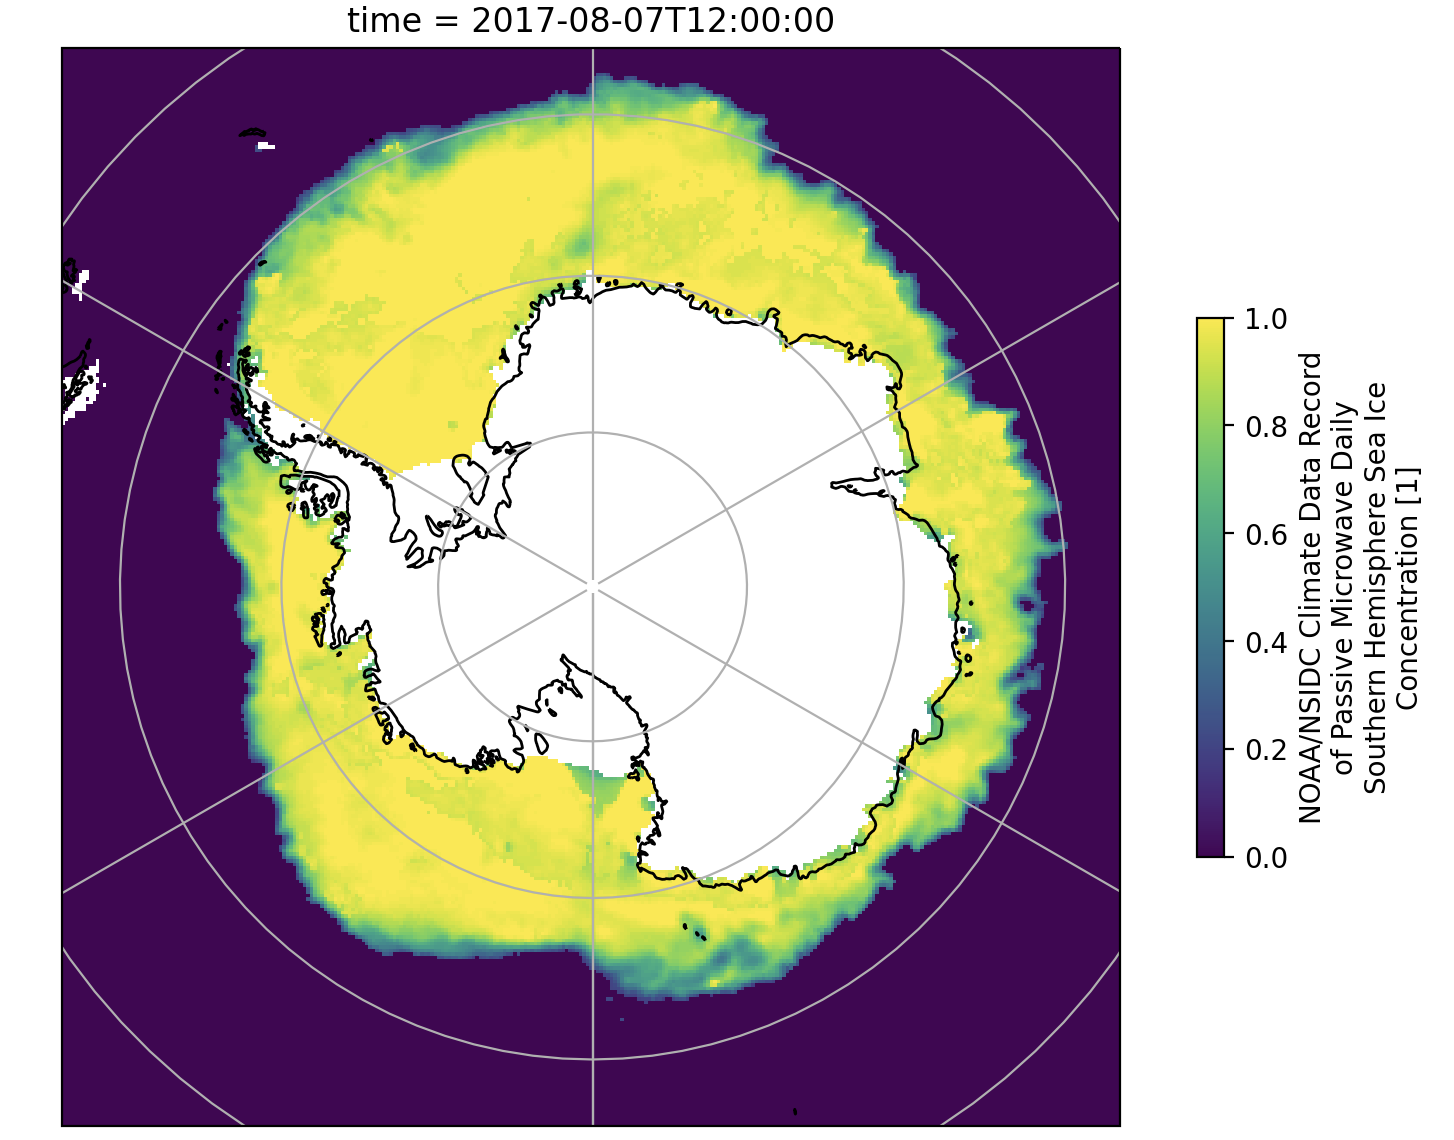 time = 2017-08-07T12:00:00
1.0
0.8
0.6
0.4
0.2
0.0
NOAA/NSIDC Climate Data Record
of Passive Microwave Daily
Southern Hemisphere Sea Ice
Concentration [1]